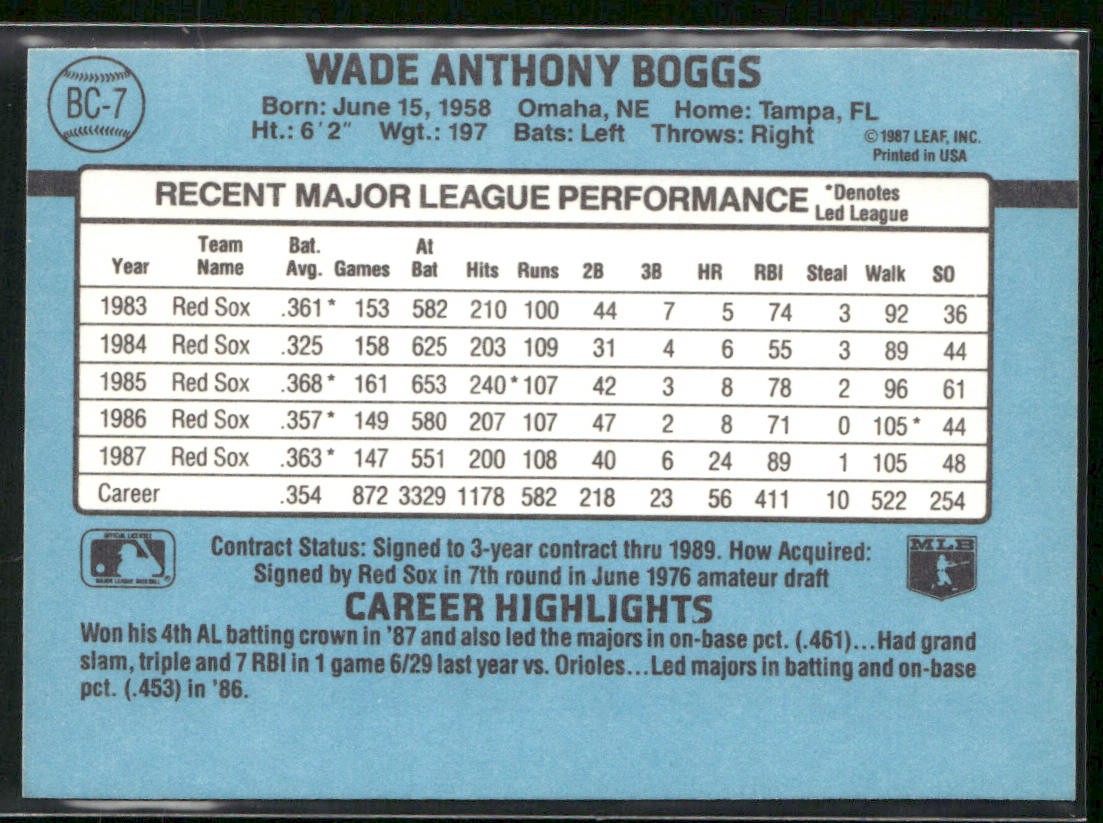 BC-7
WADE ANTHONY BOGGS
Born: June 15, 1958 Omaha, NE Home: Tampa, FL
Ht.: 6'2" Wgt.: 197 Bats: Left Throws: Right
©1987 LEAF, INC.
Printed in USA
RECENT MAJOR LEAGUE PERFORMANCE *Denotes Led League
Year Team Name Bat. Avg. Games At Bat Hits Runs 2B 3B HR RBI Steal Walk SO
1983 Red Sox .361* 153 582 210 100 44 7 5 74 3 92 36
1984 Red Sox .325 158 625 203 109 31 4 6 55 3 89 44
1985 Red Sox .368* 161 653 240* 107 42 3 8 78 2 96 61
1986 Red Sox .357* 149 580 207 107 47 2 8 71 0 105* 44
1987 Red Sox .363* 147 551 200 108 40 6 24 89 1 105 48
Career .354 872 3329 1178 582 218 23 56 411 10 522 254
OFFICIAL LICENSEE
MAJOR LEAGUE BASEBALL
Contract Status: Signed to 3-year contract thru 1989. How Acquired:
Signed by Red Sox in 7th round in June 1976 amateur draft
MLB
CAREER HIGHLIGHTS
Won his 4th AL batting crown in '87 and also led the majors in on-base pct. (.461)...Had grand
slam, triple and 7 RBI in 1 game 6/29 last year vs. Orioles...Led majors in batting and on-base
pct. (.453) in '86.